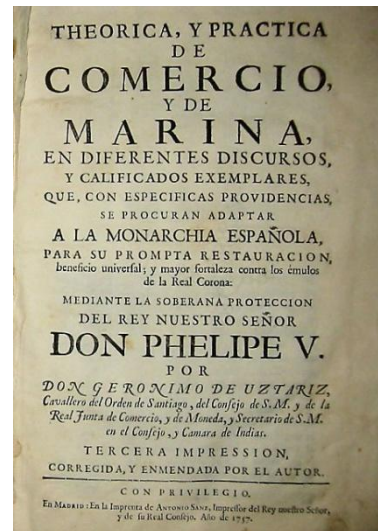 THEORICA, Y PRACTICA
DE
COMERCIO,
Y DE
MARINA,
EN DIFERENTES DISCURSOS,
Y CALIFICADOS EXEMPLARES,
QUE, CON ESPECIFICAS PROVIDENCIAS,
SE PROCURAN ADAPTAR
A LA MONARCHIA ESPAÑOLA,
PARA SU PROMPTA RESTAURACION,
beneficio universal; y mayor fortaleza contra los émulos
de la Real Corona:
MEDIANTE LA SOBERANA PROTECCION
DEL REY NUESTRO SEÑOR
DON PHELIPE V.
POR
DON GERONIMO DE UZTARIZ,
Cavallero del Orden de Santiago, del Consejo de S.M. y de la
Real Junta de Comercio, y de Moneda, y Secretario de S.M.
en el Consejo, y Camara de Indias.
TERCERA IMPRESSION,
CORREGIDA, Y ENMENDADA POR EL AUTOR.
CON PRIVILEGIO.
En MADRID: En la Imprenta de ANTONIO SANZ, Impressor del Rey nuestro Señor,
y de su Real Consejo. Año de 1757.